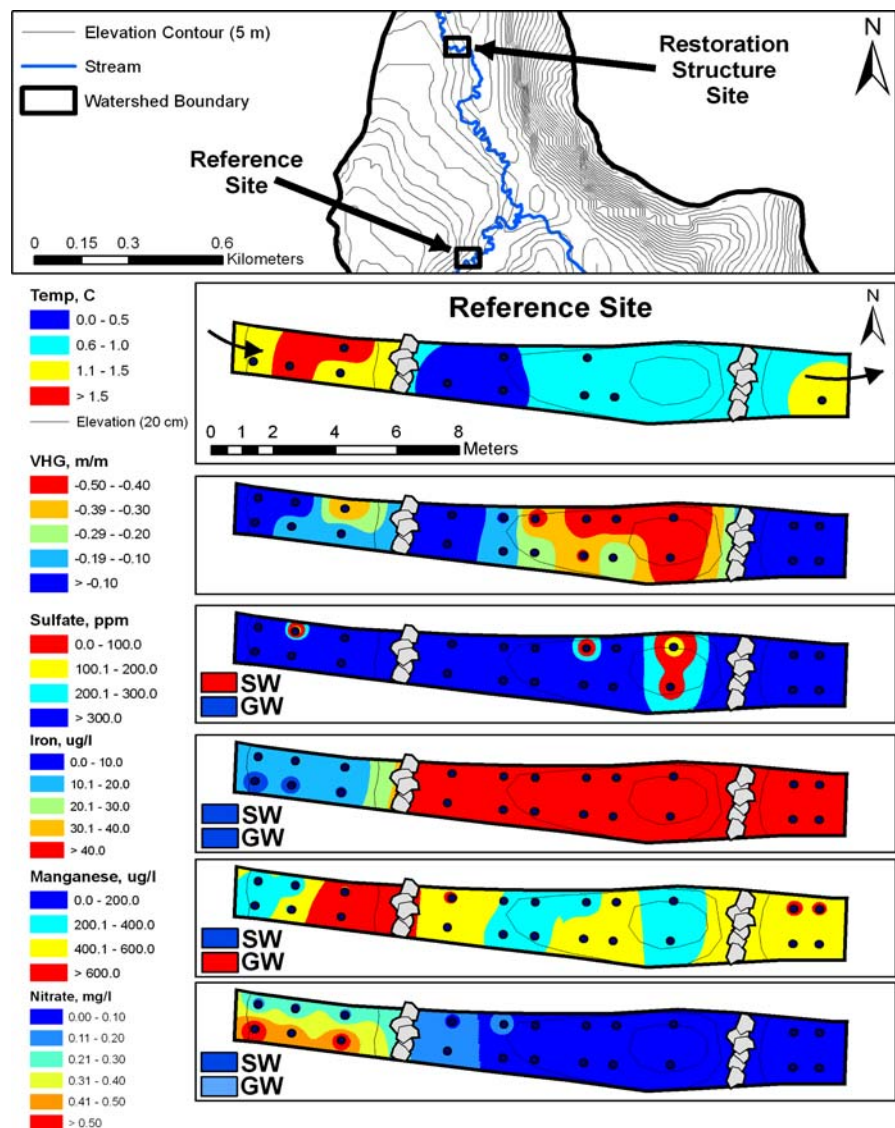 Elevation Contour (5 m)
Stream
Watershed Boundary
Restoration
Structure
Site
N
Reference
Site
0 0.15 0.3 0.6
Kilometers
Temp, C
0.0 - 0.5
0.6 - 1.0
1.1 - 1.5
> 1.5
Elevation (20 cm)
Reference Site
N
0 1 2 4 6 8
Meters
VHG, m/m
-0.50 - -0.40
-0.39 - -0.30
-0.29 - -0.20
-0.19 - -0.10
> -0.10
Sulfate, ppm
0.0 - 100.0
100.1 - 200.0
200.1 - 300.0
> 300.0
SW
GW
Iron, ug/l
0.0 - 10.0
10.1 - 20.0
20.1 - 30.0
30.1 - 40.0
> 40.0
SW
GW
Manganese, ug/l
0.0 - 200.0
200.1 - 400.0
400.1 - 600.0
> 600.0
SW
GW
Nitrate, mg/l
0.00 - 0.10
0.11 - 0.20
0.21 - 0.30
0.31 - 0.40
0.41 - 0.50
> 0.50
SW
GW